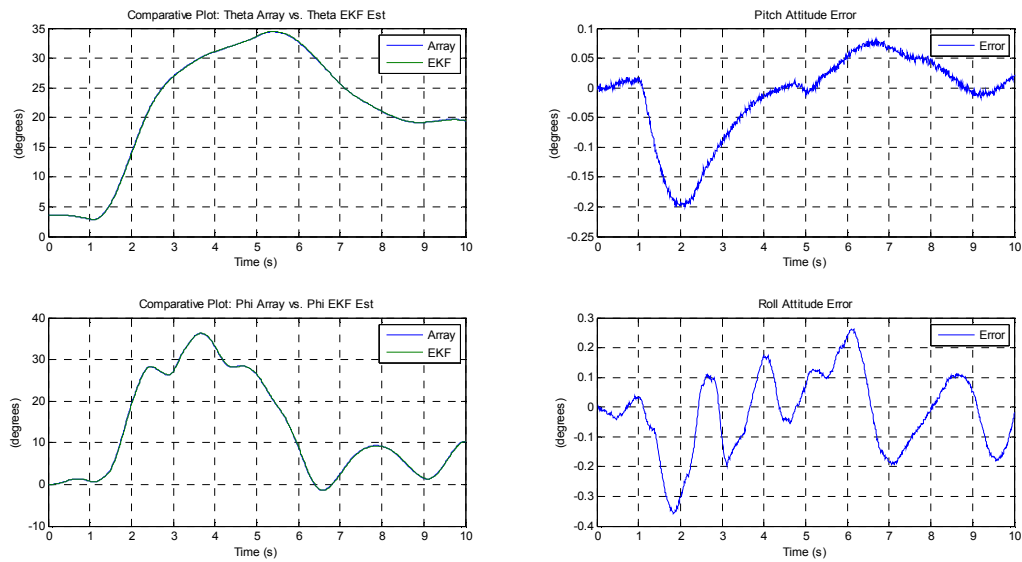 Comparative Plot: Theta Array vs. Theta EKF Est
35
30
25
20
15
10
5
0
(degrees)
Array
EKF
0 1 2 3 4 5 6 7 8 9 10
Time (s)
Pitch Attitude Error
0.1
0.05
0
-0.05
-0.1
-0.15
-0.2
-0.25
(degrees)
Error
0 1 2 3 4 5 6 7 8 9 10
Time (s)
Comparative Plot: Phi Array vs. Phi EKF Est
40
30
20
10
0
-10
(degrees)
Array
EKF
0 1 2 3 4 5 6 7 8 9 10
Time (s)
Roll Attitude Error
0.3
0.2
0.1
0
-0.1
-0.2
-0.3
-0.4
(degrees)
Error
0 1 2 3 4 5 6 7 8 9 10
Time (s)